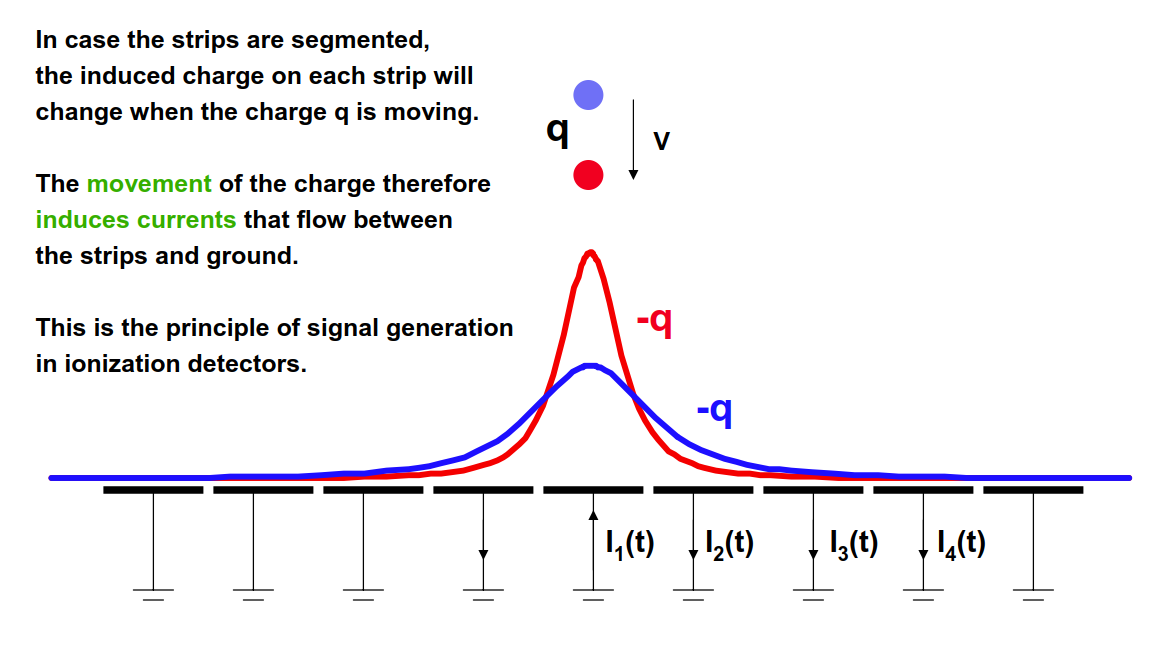 In case the strips are segmented,
the induced charge on each strip will
change when the charge q is moving.
q
v
The movement of the charge therefore
induces currents that flow between
the strips and ground.
This is the principle of signal generation
in ionization detectors.
-q
-q
I₁(t) I₂(t) I₃(t) I₄(t)